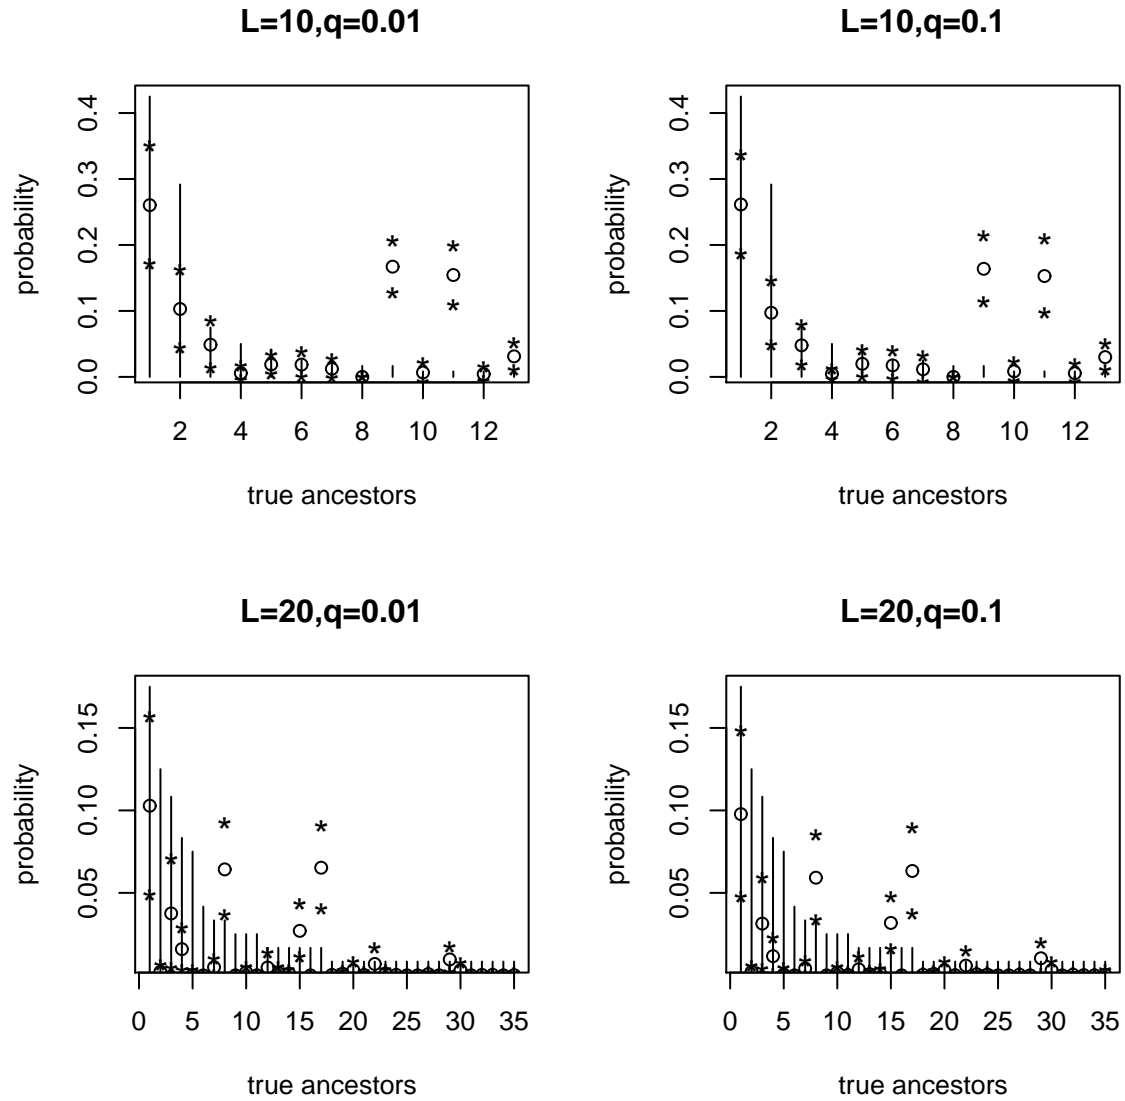 L=10,q=0.01
probability
0.4
0.3
0.2
0.1
0.0
2 4 6 8 10 12
true ancestors
L=10,q=0.1
probability
0.4
0.3
0.2
0.1
0.0
2 4 6 8 10 12
true ancestors
L=20,q=0.01
probability
0.15
0.10
0.05
0 5 10 15 20 25 30 35
true ancestors
L=20,q=0.1
probability
0.15
0.10
0.05
0 5 10 15 20 25 30 35
true ancestors